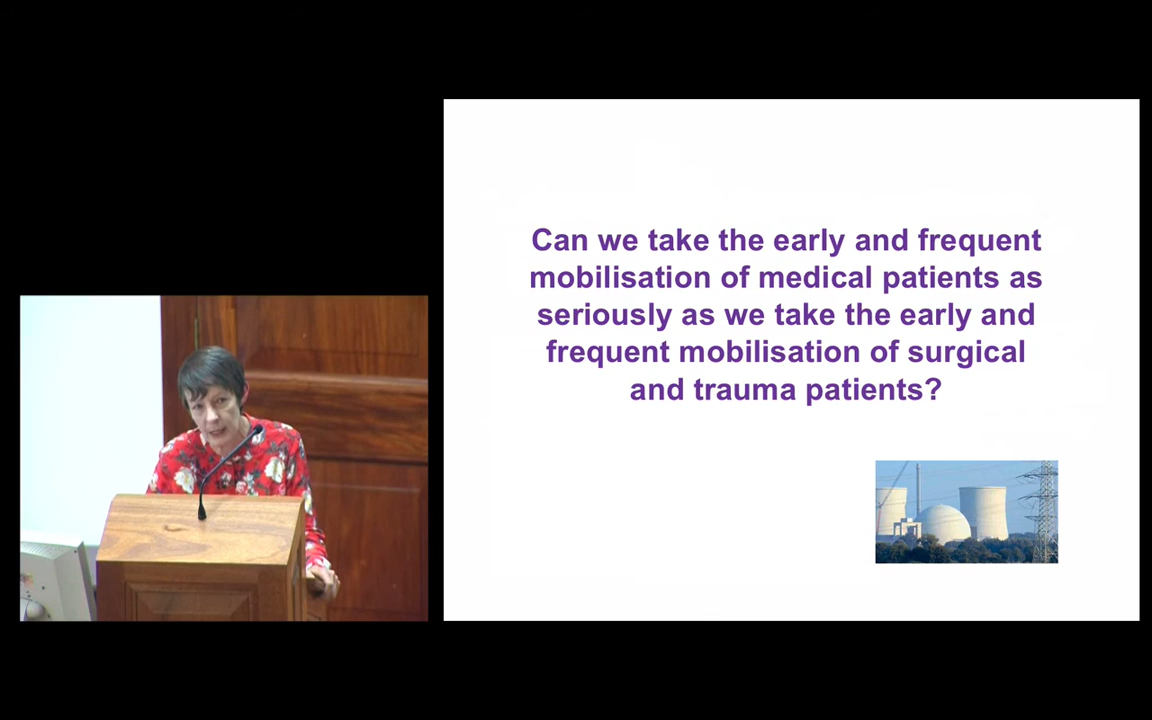 Can we take the early and frequent
mobilisation of medical patients as
seriously as we take the early and
frequent mobilisation of surgical
and trauma patients?